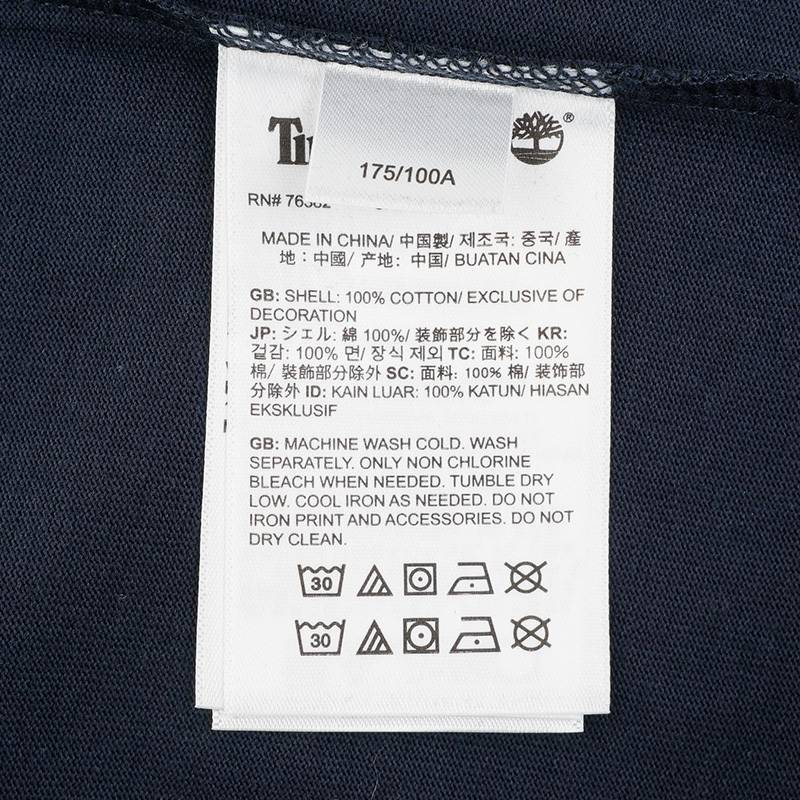 175/100A
RN#
MADE IN CHINA/ 中国製/ 제조국: 중국/ 產
地：中國/ 产地：中国/ BUATAN CINA
GB: SHELL: 100% COTTON/ EXCLUSIVE OF
DECORATION
JP: シェル: 綿 100%/ 装飾部分を除く KR:
겉감: 100% 면/ 장식 제외 TC: 面料: 100%
棉/ 裝飾部分除外 SC: 面料: 100% 棉/ 装饰部
分除外 ID: KAIN LUAR: 100% KATUN/ HIASAN
EKSKLUSIF
GB: MACHINE WASH COLD. WASH
SEPARATELY. ONLY NON CHLORINE
BLEACH WHEN NEEDED. TUMBLE DRY
LOW. COOL IRON AS NEEDED. DO NOT
IRON PRINT AND ACCESSORIES. DO NOT
DRY CLEAN.
30
30